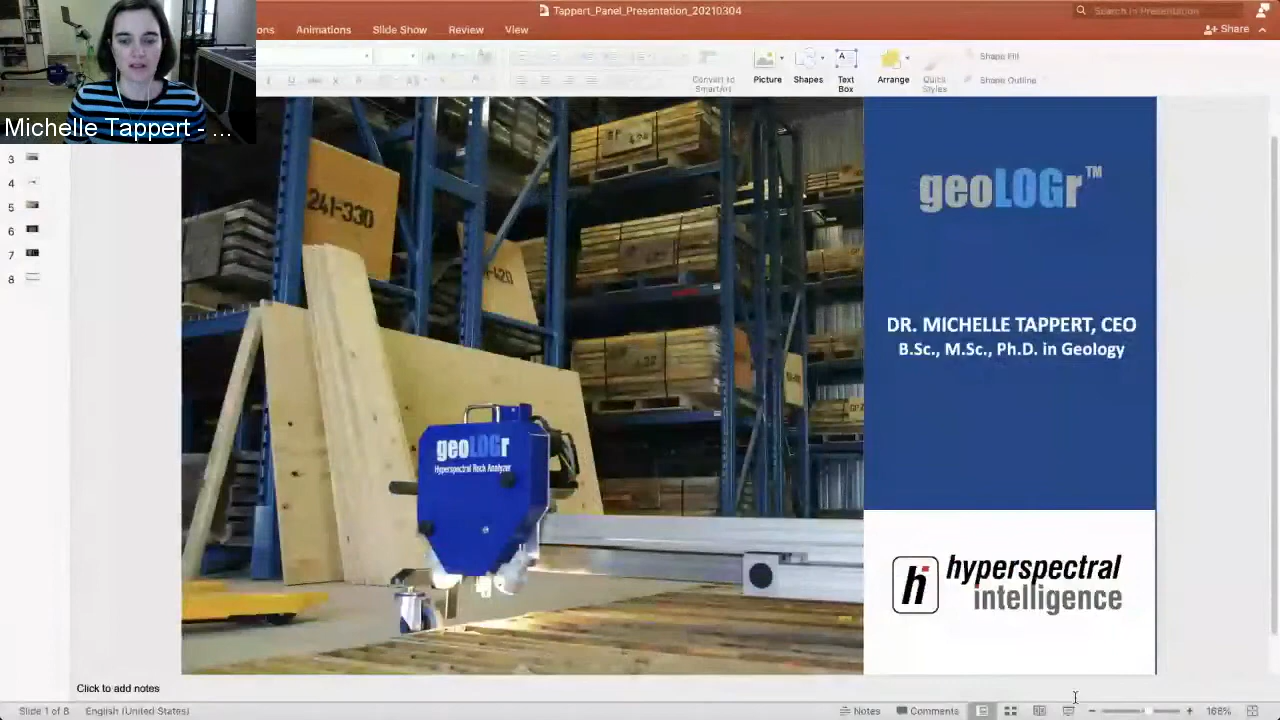 Tappert_Panel_Presentation_20210304
Search in Presentation
Animations
Slide Show
Review
View
Share
Convert to
SmartArt
Picture
Shapes
Text
Box
Arrange
Quick
Styles
Shape Fill
Shape Outline
Michelle Tappert - ...
3
4
5
6
7
8
241-330
geoLOGr™
DR. MICHELLE TAPPERT, CEO
B.Sc., M.Sc., Ph.D. in Geology
geoLOGr
Hyperspectral Rock Analyzer
hyperspectral
intelligence
Click to add notes
Slide 1 of 8
English (United States)
Notes
Comments
168%